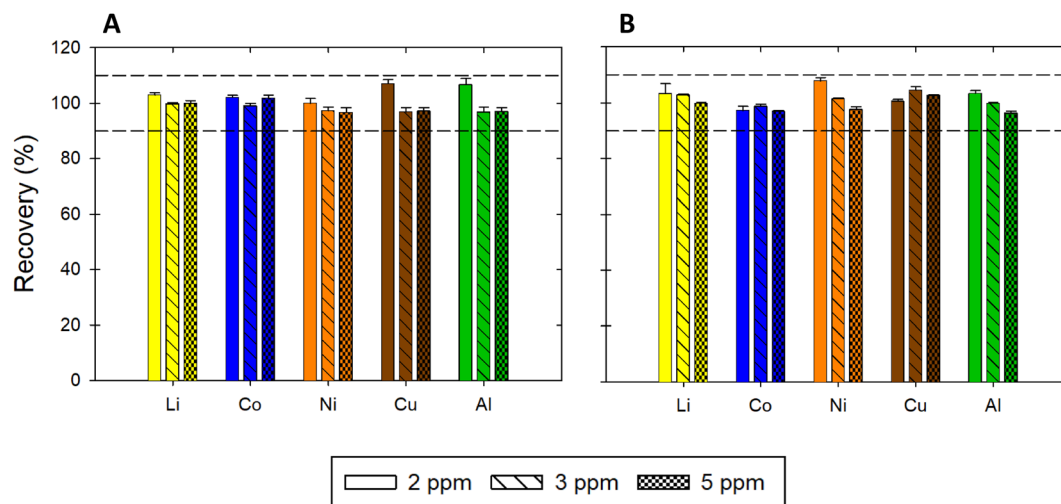 A
B
120
100
80
60
40
20
0
Recovery (%)
Li Co Ni Cu Al
Li Co Ni Cu Al
2 ppm 3 ppm 5 ppm